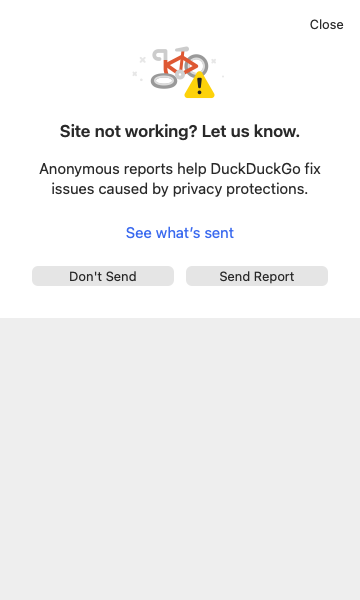 Close
Site not working? Let us know.
Anonymous reports help DuckDuckGo fix
issues caused by privacy protections.
See what’s sent
Don't Send
Send Report